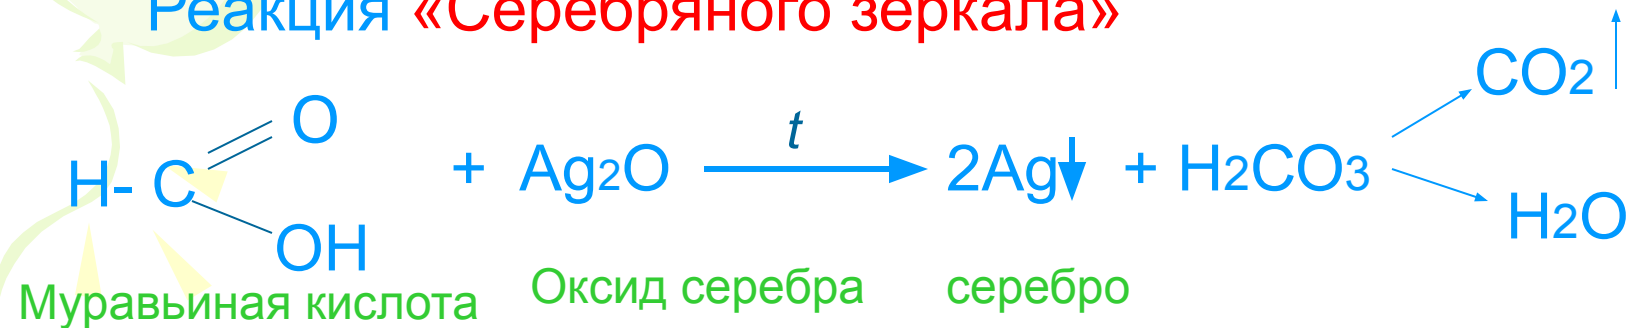 Реакция «Серебряного зеркала»
H- C O OH + Ag2O t 2Ag + H2CO3 CO2 H2O
Муравьиная кислота Оксид серебра серебро